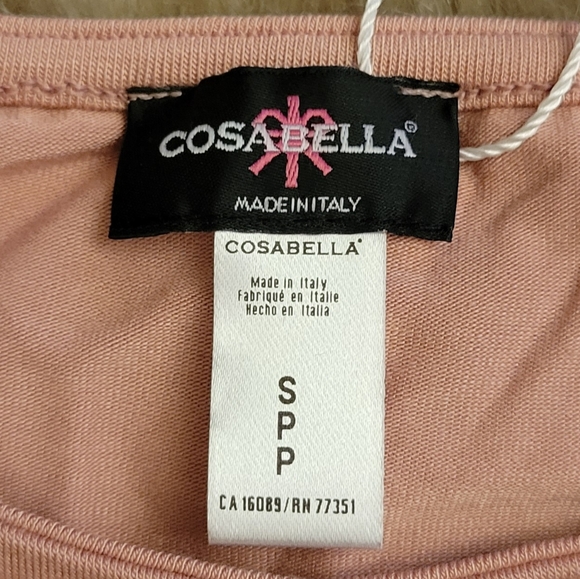 COSABELLA®
MADE IN ITALY
COSABELLA®
Made in Italy
Fabriqué en Italie
Hecho en Italia
S
P
P
CA 16089/RN 77351